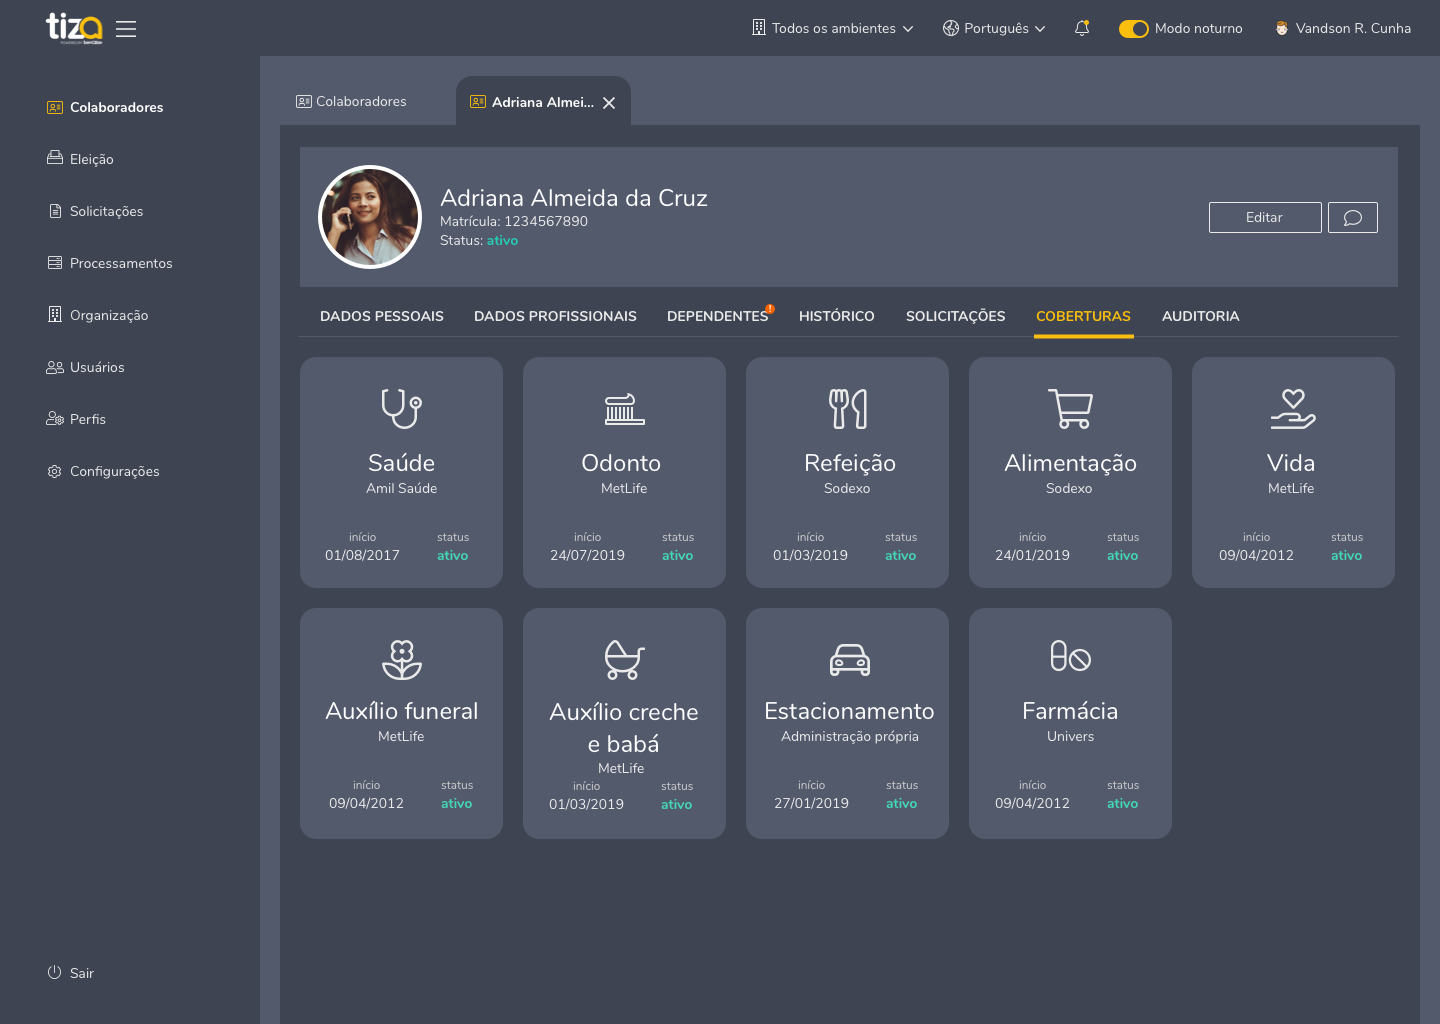 tiza
Todos os ambientes
Português
Modo noturno
Vandson R. Cunha
Colaboradores
Eleição
Solicitações
Processamentos
Organização
Usuários
Perfis
Configurações
Sair
Colaboradores
Adriana Almei...
Adriana Almeida da Cruz
Matrícula: 1234567890
Status: ativo
Editar
DADOS PESSOAIS
DADOS PROFISSIONAIS
DEPENDENTES
!
HISTÓRICO
SOLICITAÇÕES
COBERTURAS
AUDITORIA
Saúde
Amil Saúde
início status
01/08/2017 ativo
Odonto
MetLife
início status
24/07/2019 ativo
Refeição
Sodexo
início status
01/03/2019 ativo
Alimentação
Sodexo
início status
24/01/2019 ativo
Vida
MetLife
início status
09/04/2012 ativo
Auxílio funeral
MetLife
início status
09/04/2012 ativo
Auxílio creche
e babá
MetLife
início status
01/03/2019 ativo
Estacionamento
Administração própria
início status
27/01/2019 ativo
Farmácia
Univers
início status
09/04/2012 ativo